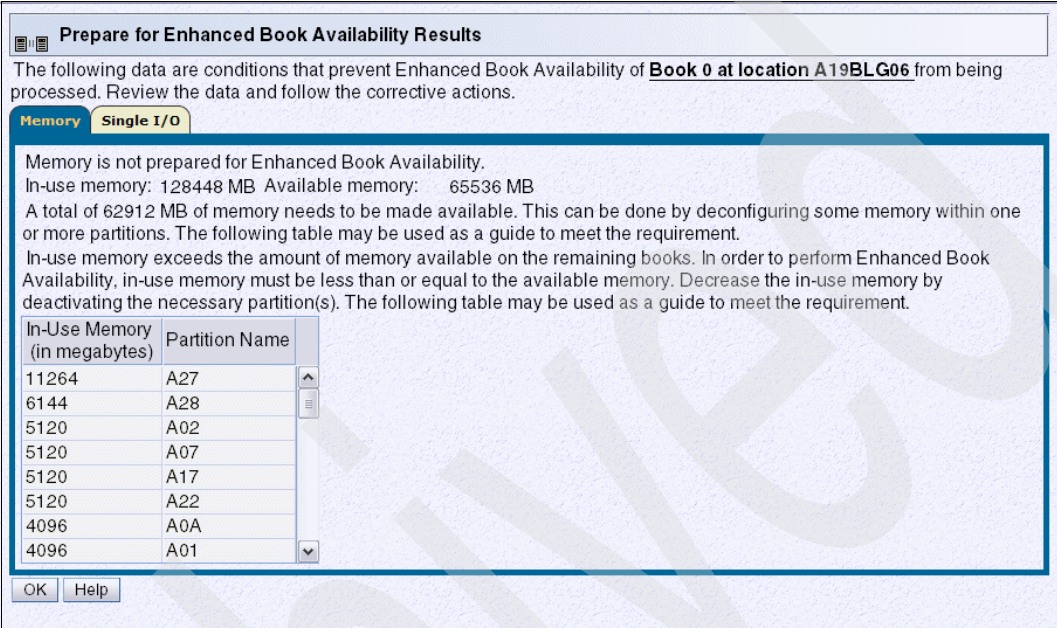 Prepare for Enhanced Book Availability Results
The following data are conditions that prevent Enhanced Book Availability of Book 0 at location A19BLG06 from being
processed. Review the data and follow the corrective actions.
Memory Single I/O
Memory is not prepared for Enhanced Book Availability.
In-use memory: 128448 MB Available memory: 65536 MB
A total of 62912 MB of memory needs to be made available. This can be done by deconfiguring some memory within one
or more partitions. The following table may be used as a guide to meet the requirement.
In-use memory exceeds the amount of memory available on the remaining books. In order to perform Enhanced Book
Availability, in-use memory must be less than or equal to the available memory. Decrease the in-use memory by
deactivating the necessary partition(s). The following table may be used as a guide to meet the requirement.
In-Use Memory
(in megabytes) Partition Name
11264 A27
6144 A28
5120 A02
5120 A07
5120 A17
5120 A22
4096 A0A
4096 A01
OK Help